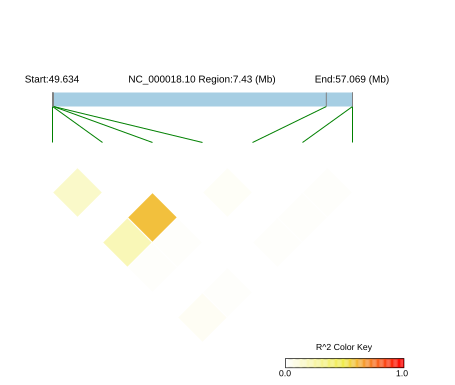 Start:49.634 NC_000018.10 Region:7.43 (Mb) End:57.069 (Mb)
R^2 Color Key
0.0 1.0